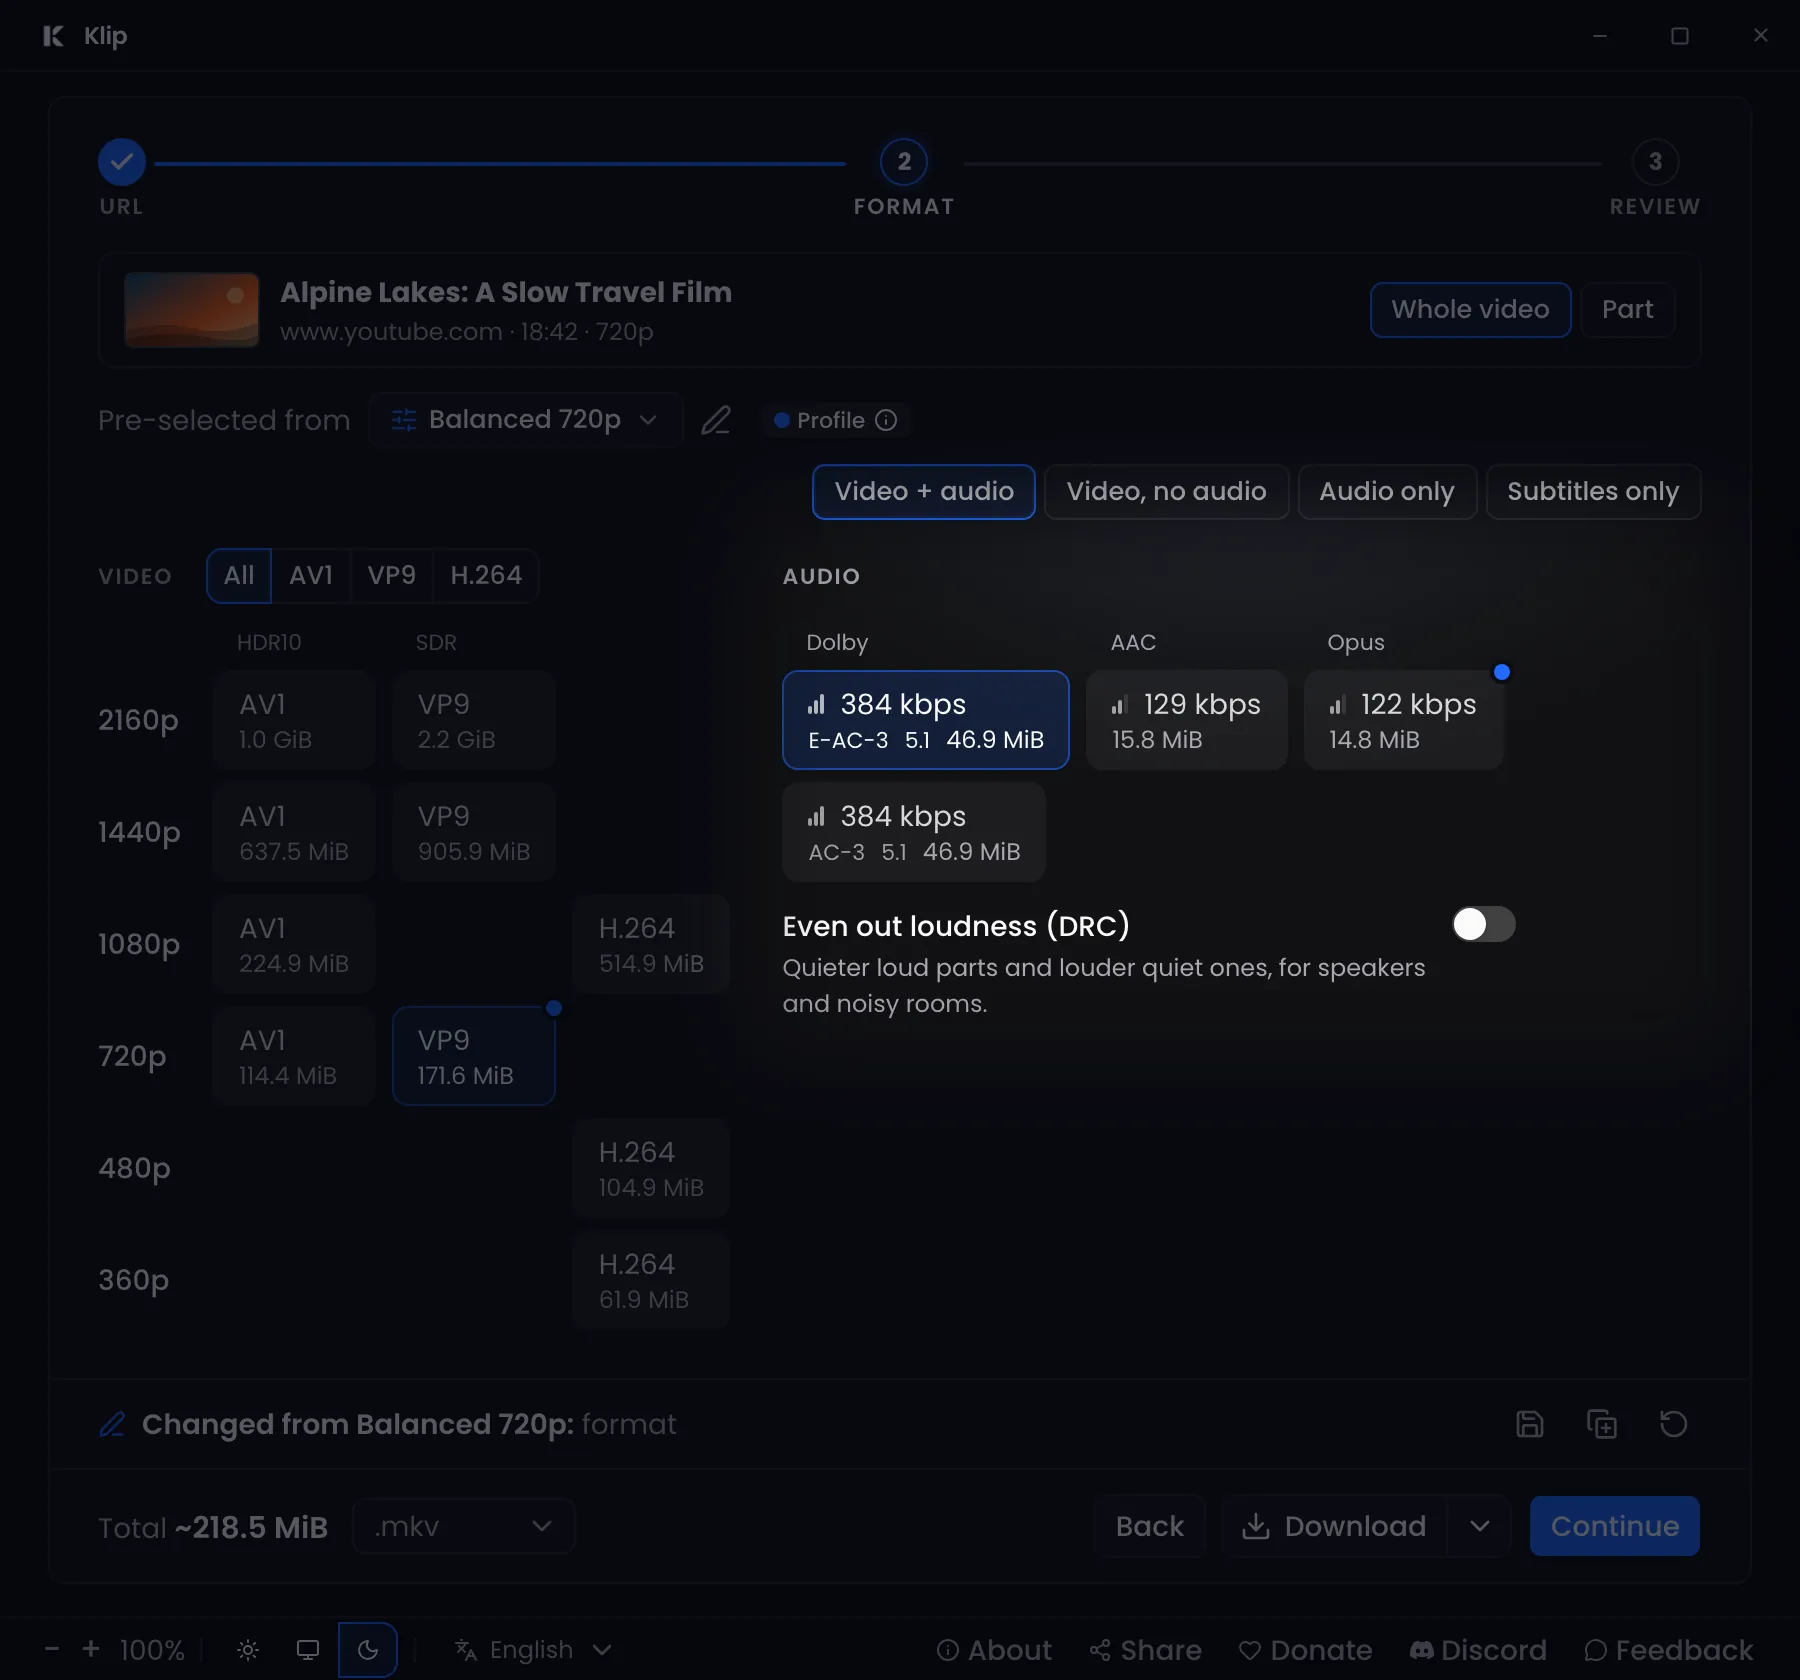 Klip
2
3
URL
FORMAT
REVIEW
Alpine Lakes: A Slow Travel Film
www.youtube.com · 18:42 · 720p
Whole video
Part
Pre-selected from
Balanced 720p
Profile
Video + audio
Video, no audio
Audio only
Subtitles only
VIDEO
All
AV1
VP9
H.264
HDR10
SDR
2160p
AV1
1.0 GiB
VP9
2.2 GiB
1440p
AV1
637.5 MiB
VP9
905.9 MiB
1080p
AV1
224.9 MiB
H.264
514.9 MiB
720p
AV1
114.4 MiB
VP9
171.6 MiB
480p
H.264
104.9 MiB
360p
H.264
61.9 MiB
AUDIO
Dolby
AAC
Opus
384 kbps
E-AC-3 5.1 46.9 MiB
129 kbps
15.8 MiB
122 kbps
14.8 MiB
384 kbps
AC-3 5.1 46.9 MiB
Even out loudness (DRC)
Quieter loud parts and louder quiet ones, for speakers
and noisy rooms.
Changed from Balanced 720p: format
Total ~218.5 MiB
.mkv
Back
Download
Continue
− + 100%
English
About
Share
Donate
Discord
Feedback